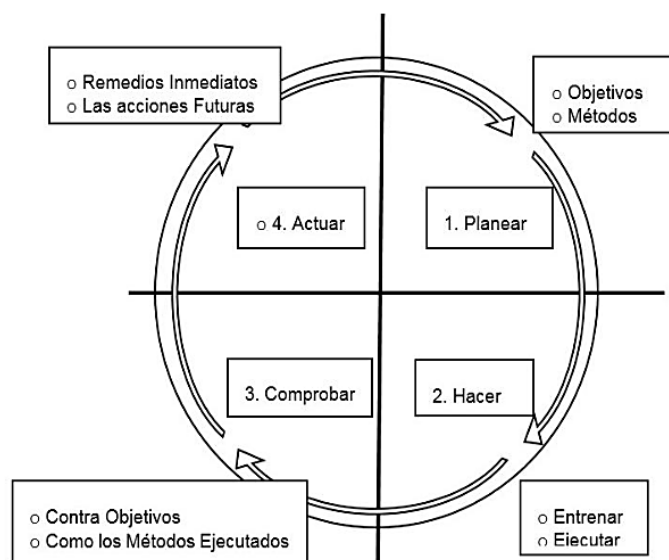 o Remedios Inmediatos
o Las acciones Futuras
o Objetivos
o Métodos
o 4. Actuar
1. Planear
3. Comprobar
2. Hacer
o Contra Objetivos
o Como los Métodos Ejecutados
o Entrenar
o Ejecutar